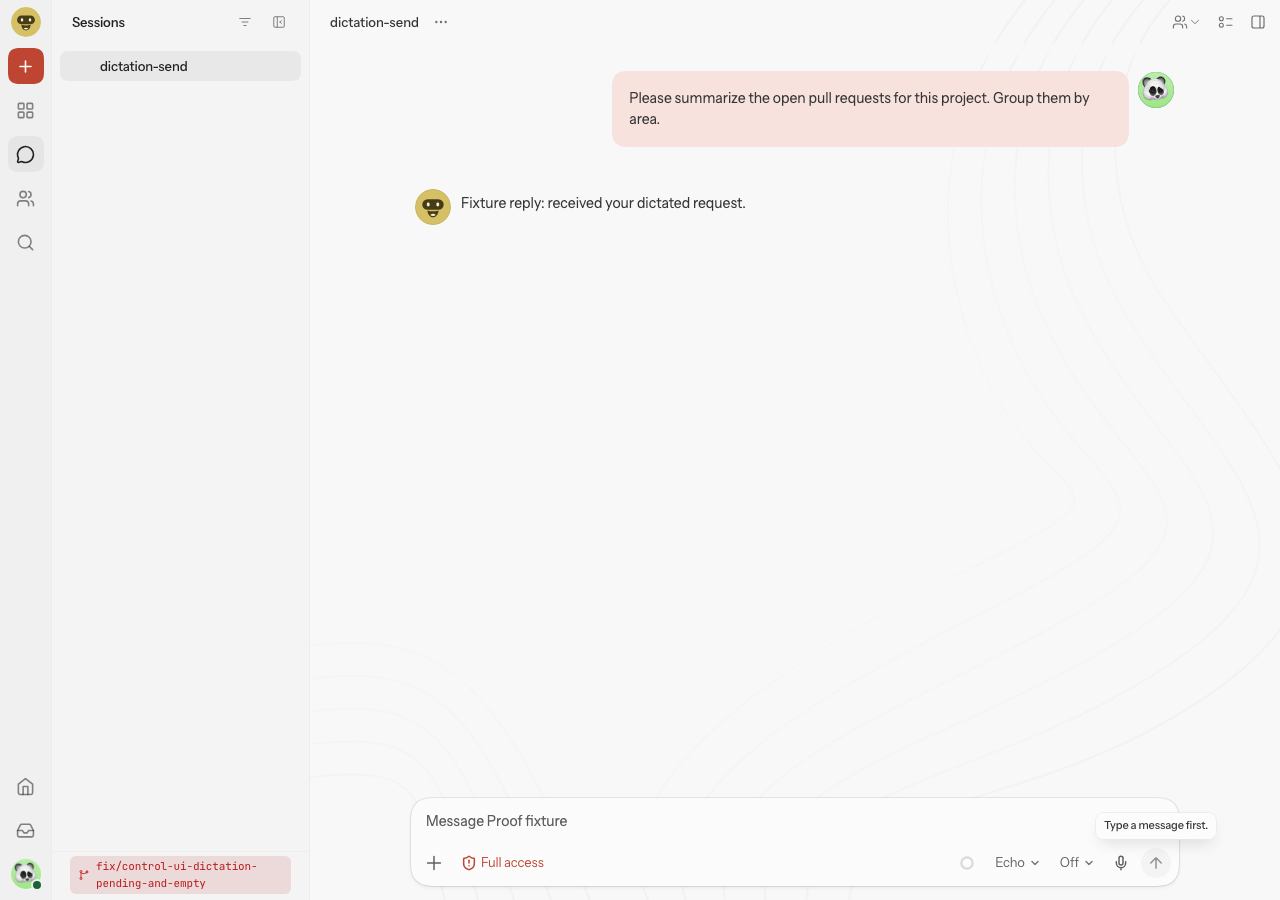 Sessions
dictation-send
dictation-send
Please summarize the open pull requests for this project. Group them by
area.
Fixture reply: received your dictated request.
Message Proof fixture
Type a message first.
Full access
Echo
Off
fix/control-ui-dictation-
pending-and-empty